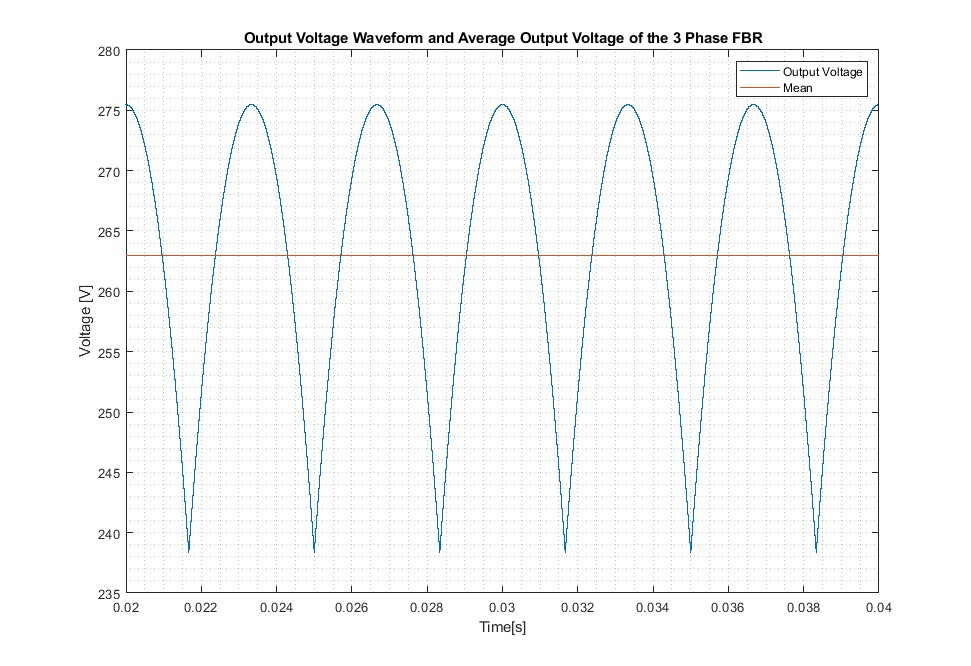 Output Voltage Waveform and Average Output Voltage of the 3 Phase FBR
Output Voltage
Mean
Voltage [V]
280
275
270
265
260
255
250
245
240
235
0.02 0.022 0.024 0.026 0.028 0.03 0.032 0.034 0.036 0.038 0.04
Time[s]